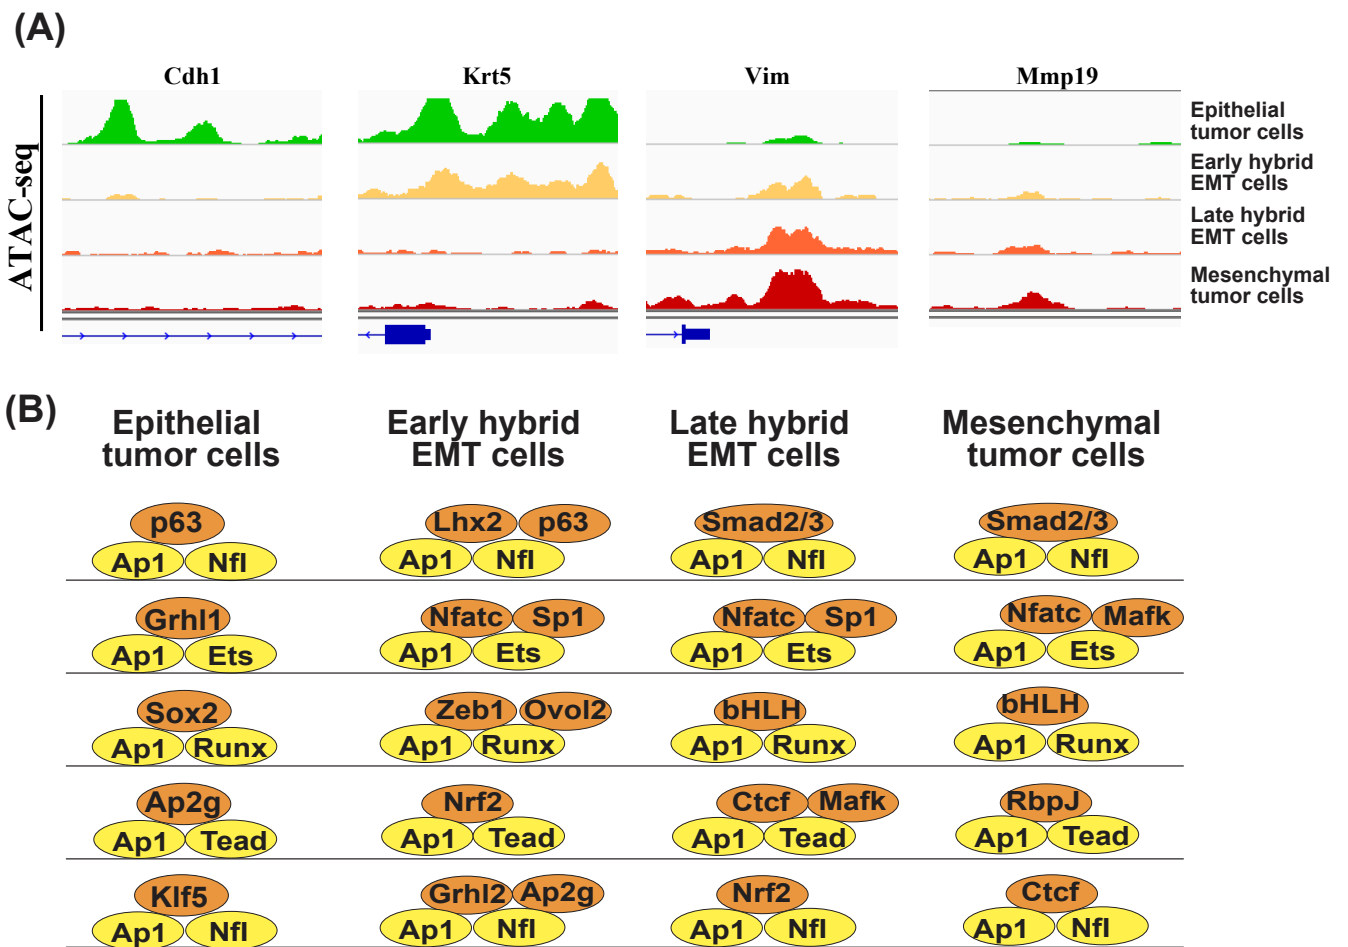 (A)
Cdh1 Krt5 Vim Mmp19
ATAC-seq
Epithelial
tumor cells
Early hybrid
EMT cells
Late hybrid
EMT cells
Mesenchymal
tumor cells
(B)
Epithelial
tumor cells
Early hybrid
EMT cells
Late hybrid
EMT cells
Mesenchymal
tumor cells
p63 Lhx2 p63 Smad2/3 Smad2/3
Ap1 Nfl Ap1 Nfl Ap1 Nfl Ap1 Nfl
Grhl1 Nfatc Sp1 Nfatc Sp1 Nfatc Mafk
Ap1 Ets Ap1 Ets Ap1 Ets Ap1 Ets
Sox2 Zeb1 Ovol2 bHLH bHLH
Ap1 Runx Ap1 Runx Ap1 Runx Ap1 Runx
Ap2g Nrf2 Ctcf Mafk RbpJ
Ap1 Tead Ap1 Tead Ap1 Tead Ap1 Tead
Klf5 Grhl2 Ap2g Nrf2 Ctcf
Ap1 Nfl Ap1 Nfl Ap1 Nfl Ap1 Nfl